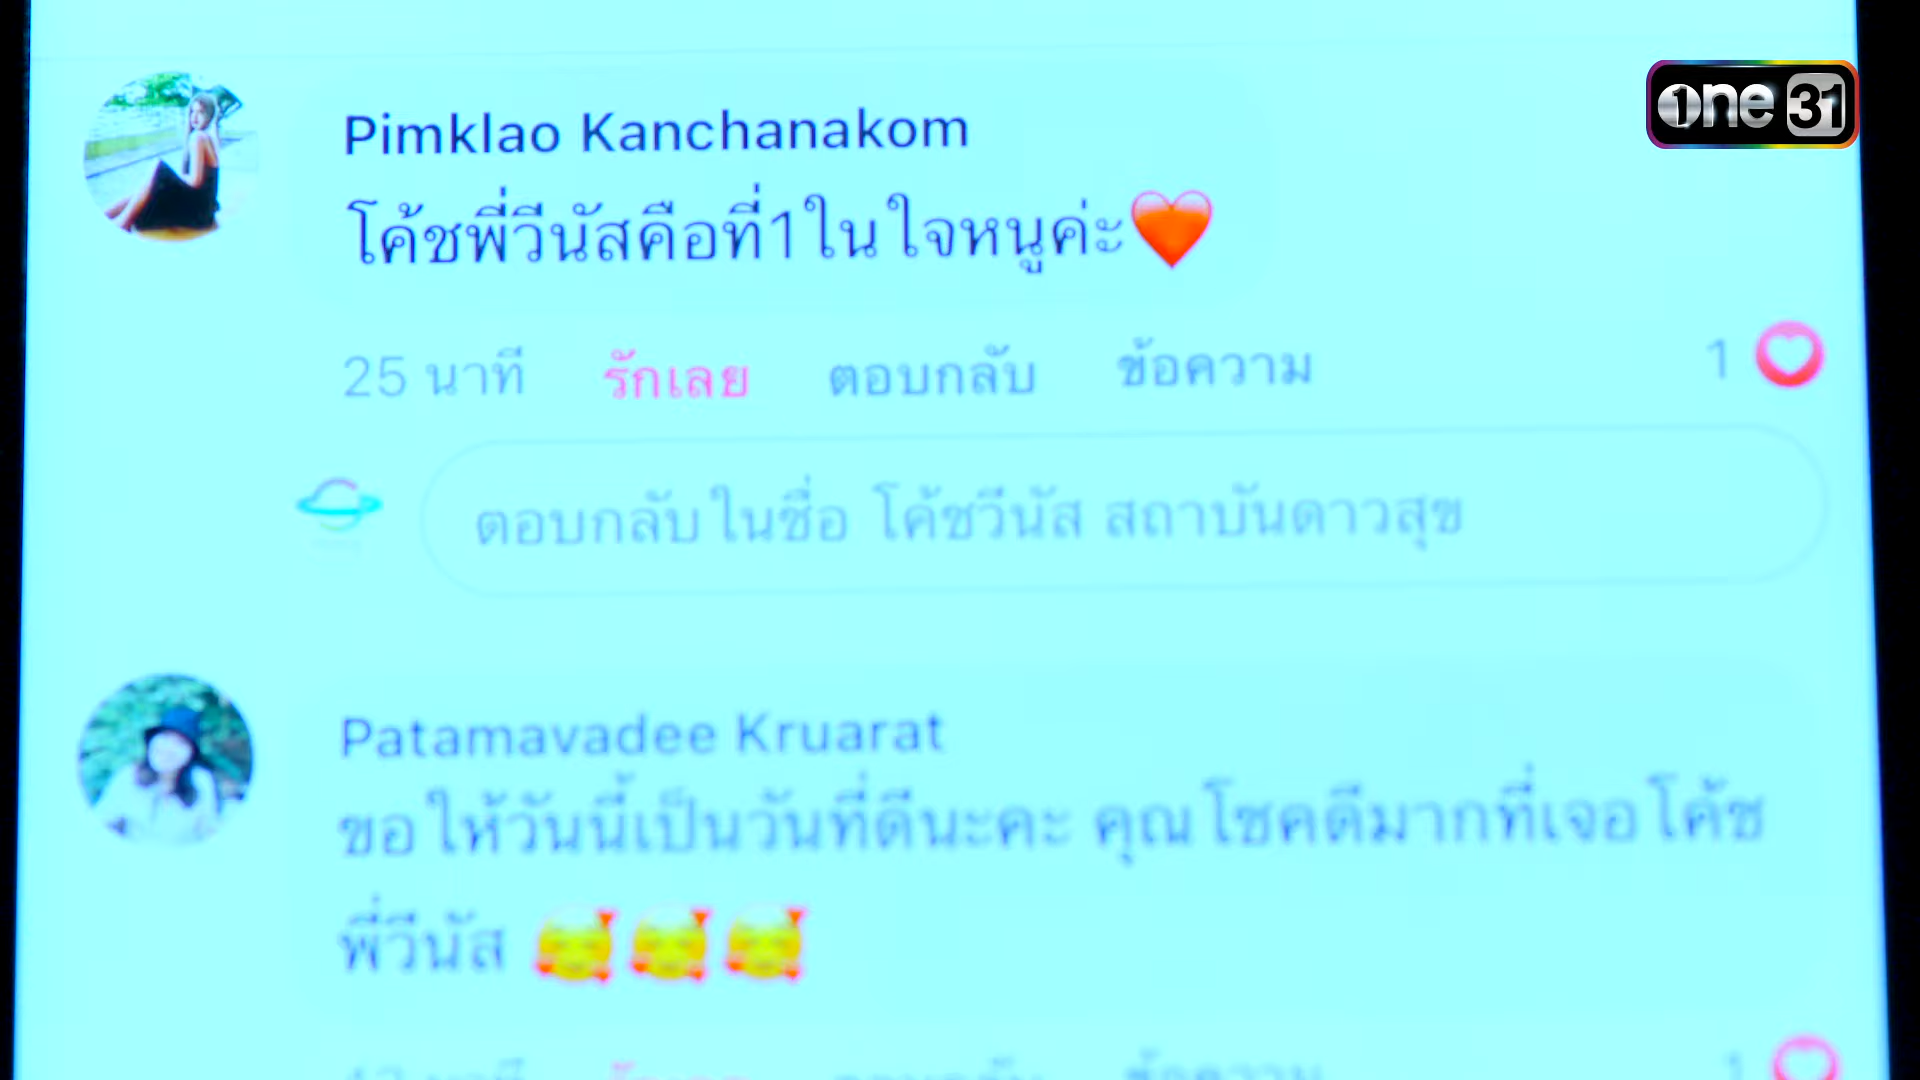 one 31
Pimklao Kanchanakom
โค้ชพี่วีนัสคือที่1ในใจหนูค่ะ❤️
25 นาที รักเลย ตอบกลับ ข้อความ 1
ตอบกลับในชื่อ โค้ชวีนัส สถาบันดาวสุข
Patamavadee Kruarat
ขอให้วันนี้เป็นวันที่ดีนะคะ คุณโชคดีมากที่เจอโค้ช
พี่วีนัส 🥰🥰🥰